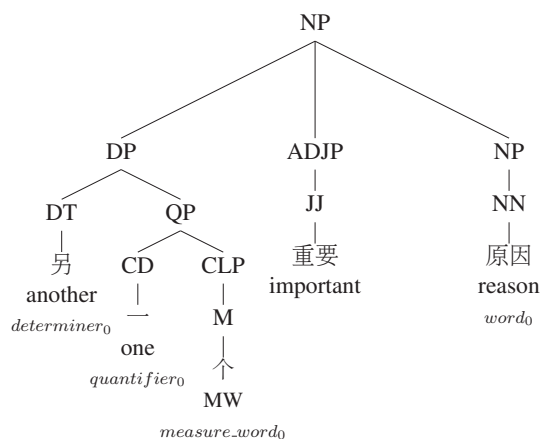 NP
DP ADJP NP
DT QP JJ NN
另 CD CLP 重要 原因
another important reason
determiner₀ 一 M word₀
one
quantifier₀ 个
MW
measure_word₀